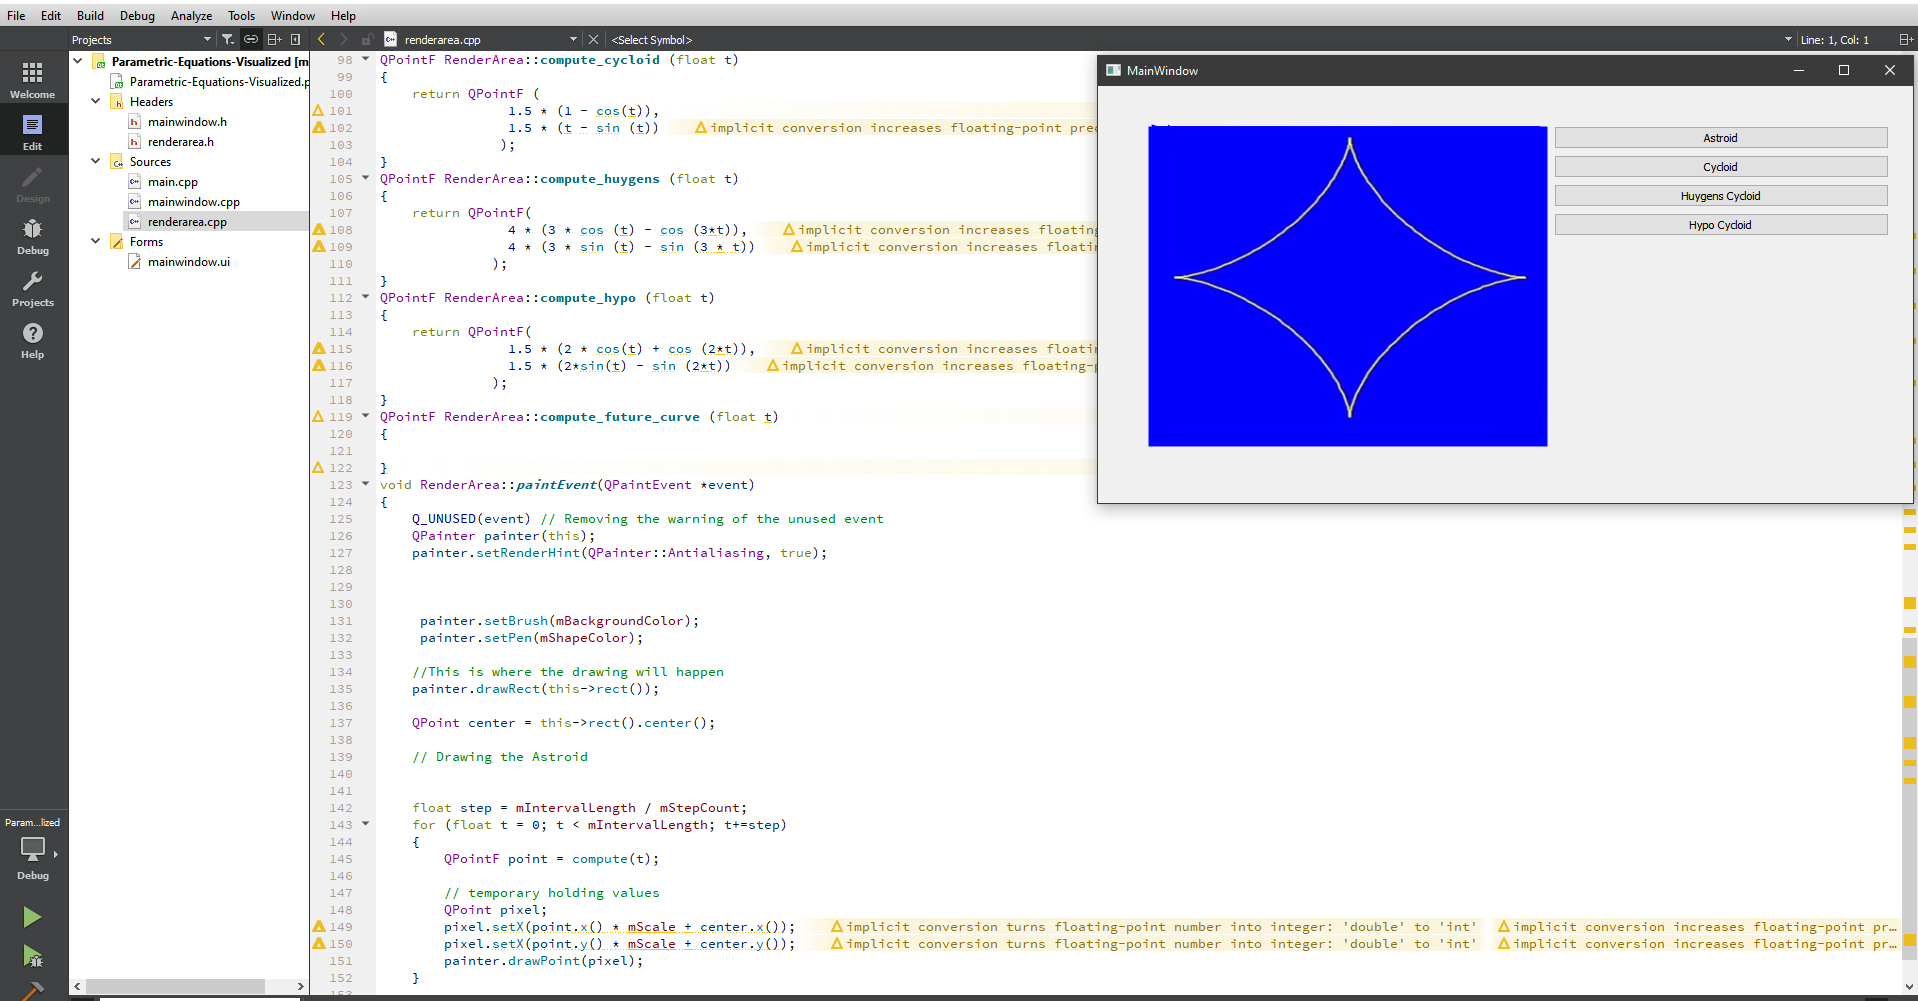 File Edit Build Debug Analyze Tools Window Help
Projects renderarea.cpp <Select Symbol> Line: 1, Col: 1
Welcome
Edit
Design
Debug
Projects
Help
Param...lized
Debug
Parametric-Equations-Visualized [m
Parametric-Equations-Visualized.p
Headers
mainwindow.h
renderarea.h
Sources
main.cpp
mainwindow.cpp
renderarea.cpp
Forms
mainwindow.ui
98 QPointF RenderArea::compute_cycloid (float t)
99 {
100 return QPointF (
101 1.5 * (1 - cos(t)),
102 1.5 * (t - sin (t)) implicit conversion increases floating-point prec
103 );
104 }
105 QPointF RenderArea::compute_huygens (float t)
106 {
107 return QPointF(
108 4 * (3 * cos (t) - cos (3*t)), implicit conversion increases floating
109 4 * (3 * sin (t) - sin (3 * t)) implicit conversion increases floatin
110 );
111 }
112 QPointF RenderArea::compute_hypo (float t)
113 {
114 return QPointF(
115 1.5 * (2 * cos(t) + cos (2*t)), implicit conversion increases floatin
116 1.5 * (2*sin(t) - sin (2*t)) implicit conversion increases floating-p
117 );
118 }
119 QPointF RenderArea::compute_future_curve (float t)
120 {
121
122 }
123 void RenderArea::paintEvent(QPaintEvent *event)
124 {
125 Q_UNUSED(event) // Removing the warning of the unused event
126 QPainter painter(this);
127 painter.setRenderHint(QPainter::Antialiasing, true);
128
129
130
131 painter.setBrush(mBackgroundColor);
132 painter.setPen(mShapeColor);
133
134 //This is where the drawing will happen
135 painter.drawRect(this->rect());
136
137 QPoint center = this->rect().center();
138
139 // Drawing the Astroid
140
141
142 float step = mIntervalLength / mStepCount;
143 for (float t = 0; t < mIntervalLength; t+=step)
144 {
145 QPointF point = compute(t);
146
147 // temporary holding values
148 QPoint pixel;
149 pixel.setX(point.x() * mScale + center.x()); implicit conversion turns floating-point number into integer: 'double' to 'int' implicit conversion increases floating-point pr...
150 pixel.setX(point.y() * mScale + center.y()); implicit conversion turns floating-point number into integer: 'double' to 'int' implicit conversion increases floating-point pr...
151 painter.drawPoint(pixel);
152 }
MainWindow
Astroid
Cycloid
Huygens Cycloid
Hypo Cycloid